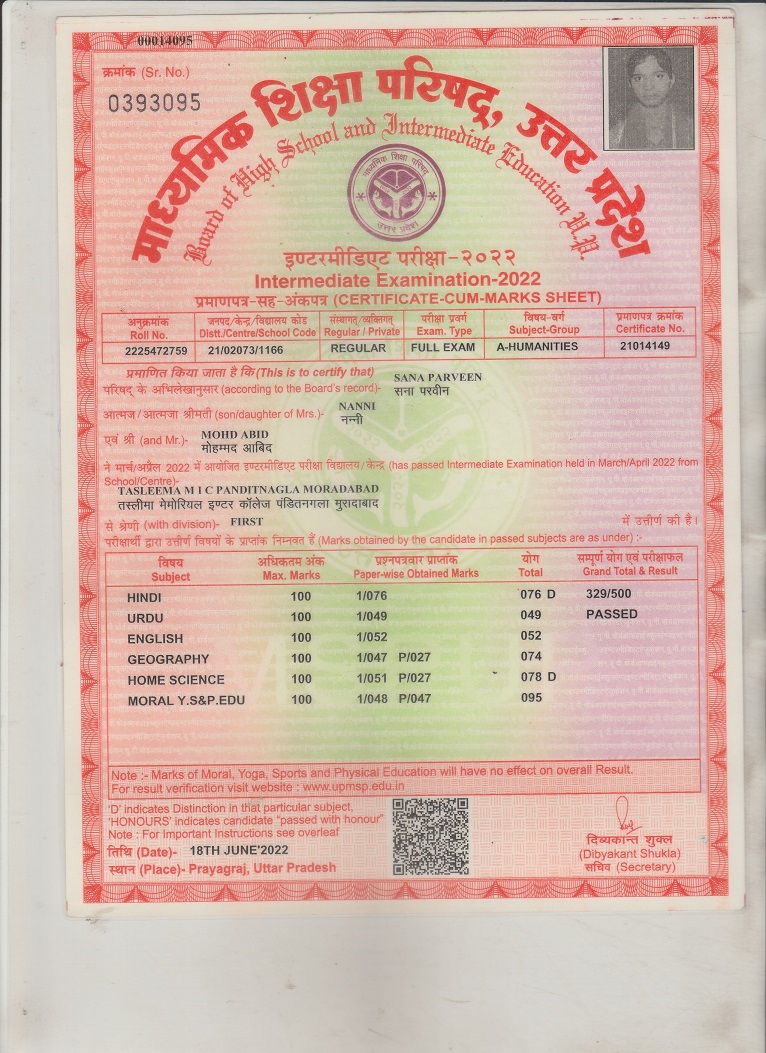 00014095
क्रमांक (Sr. No.)
0393095
माध्यमिक शिक्षा परिषद्, उत्तर प्रदेश
Board of High School and Intermediate Education U.P.
माध्यमिक शिक्षा परिषद्
उत्तर प्रदेश
इण्टरमीडिएट परीक्षा-२०२२
Intermediate Examination-2022
प्रमाणपत्र-सह-अंकपत्र (CERTIFICATE-CUM-MARKS SHEET)
अनुक्रमांक जनपद/केन्द्र/विद्यालय कोड संस्थागत/व्यक्तिगत परीक्षा प्रवर्ग विषय-वर्ग प्रमाणपत्र क्रमांक
Roll No. Distt./Centre/School Code Regular / Private Exam. Type Subject-Group Certificate No.
2225472759 21/02073/1166 REGULAR FULL EXAM A-HUMANITIES 21014149
प्रमाणित किया जाता है कि (This is to certify that)
SANA PARVEEN
परिषद् के अभिलेखानुसार (according to the Board's record)- सना परवीन
NANNI
आत्मज/आत्मजा श्रीमती (son/daughter of Mrs.)- नन्नी
MOHD ABID
एवं श्री (and Mr.)- मोहम्मद आबिद
ने मार्च/अप्रैल 2022 में आयोजित इण्टरमीडिएट परीक्षा विद्यालय/केन्द्र (has passed Intermediate Examination held in March/April 2022 from
School/Centre)-
TASLEEMA M I C PANDITNAGLA MORADABAD
तस्लीमा मेमोरियल इण्टर कॉलेज पंडितनगला मुरादाबाद
से श्रेणी (with division)- FIRST में उत्तीर्ण की है।
परीक्षार्थी द्वारा उत्तीर्ण विषयों के प्राप्तांक निम्नवत हैं (Marks obtained by the candidate in passed subjects are as under) :-
विषय अधिकतम अंक प्रश्नपत्रवार प्राप्तांक योग सम्पूर्ण योग एवं परीक्षाफल
Subject Max. Marks Paper-wise Obtained Marks Total Grand Total & Result
HINDI 100 1/076 076 D 329/500
URDU 100 1/049 049 PASSED
ENGLISH 100 1/052 052
GEOGRAPHY 100 1/047 P/027 074
HOME SCIENCE 100 1/051 P/027 078 D
MORAL Y.S&P.EDU 100 1/048 P/047 095
Note :- Marks of Moral, Yoga, Sports and Physical Education will have no effect on overall Result.
For result verification visit website : www.upmsp.edu.in
'D' indicates Distinction in that particular subject,
'HONOURS' indicates candidate "passed with honour"
Note : For Important Instructions see overleaf
तिथि (Date)- 18TH JUNE'2022
स्थान (Place)- Prayagraj, Uttar Pradesh
दिब्यकान्त शुक्ल
(Dibyakant Shukla)
सचिव (Secretary)